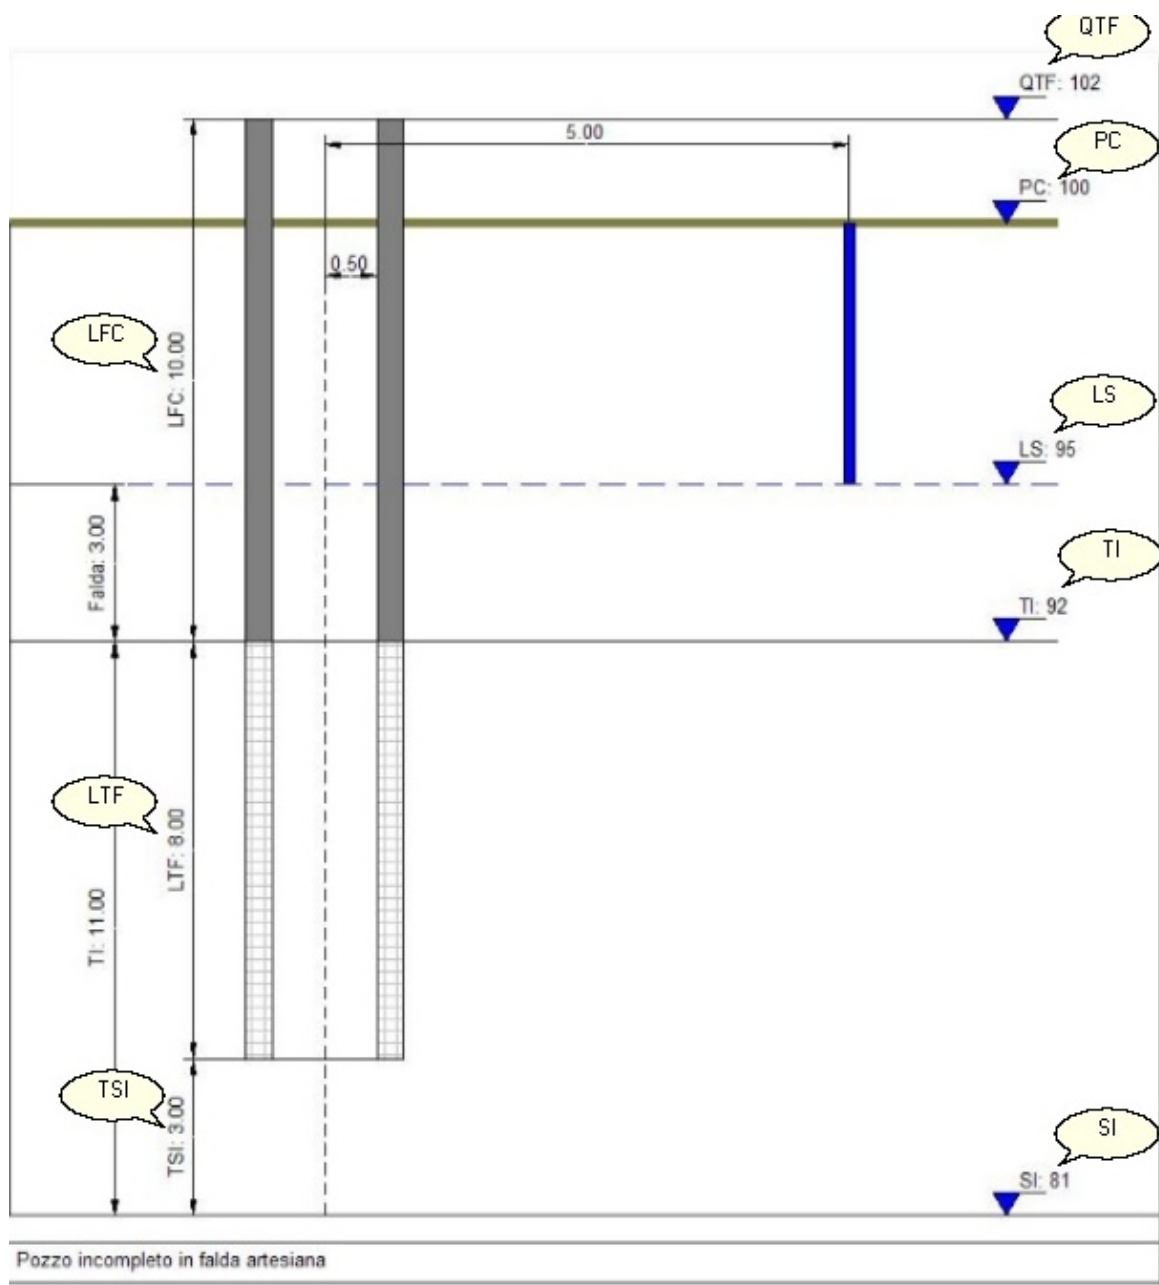 QTF
QTF: 102
5.00
PC
PC: 100
0.50
LFC
LFC: 10.00
LS
LS: 95
Falda: 3.00
TI
TI: 92
LTF
LTF: 8.00
TI: 11.00
TSI
TSI: 3.00
SI
SI: 81
Pozzo incompleto in falda artesiana